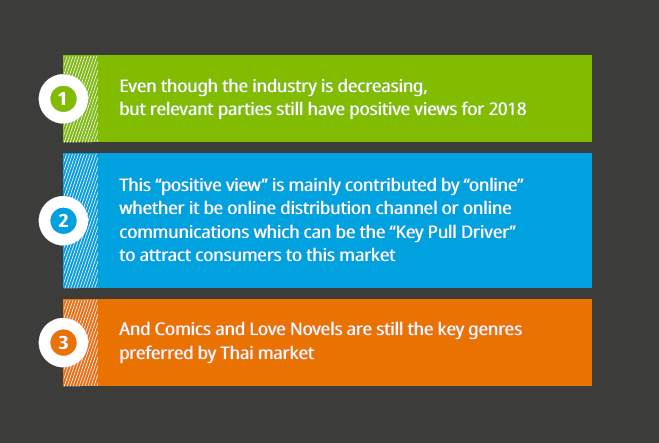 1
Even though the industry is decreasing,
but relevant parties still have positive views for 2018
2
This “positive view” is mainly contributed by “online”
whether it be online distribution channel or online
communications which can be the “Key Pull Driver”
to attract consumers to this market
3
And Comics and Love Novels are still the key genres
preferred by Thai market